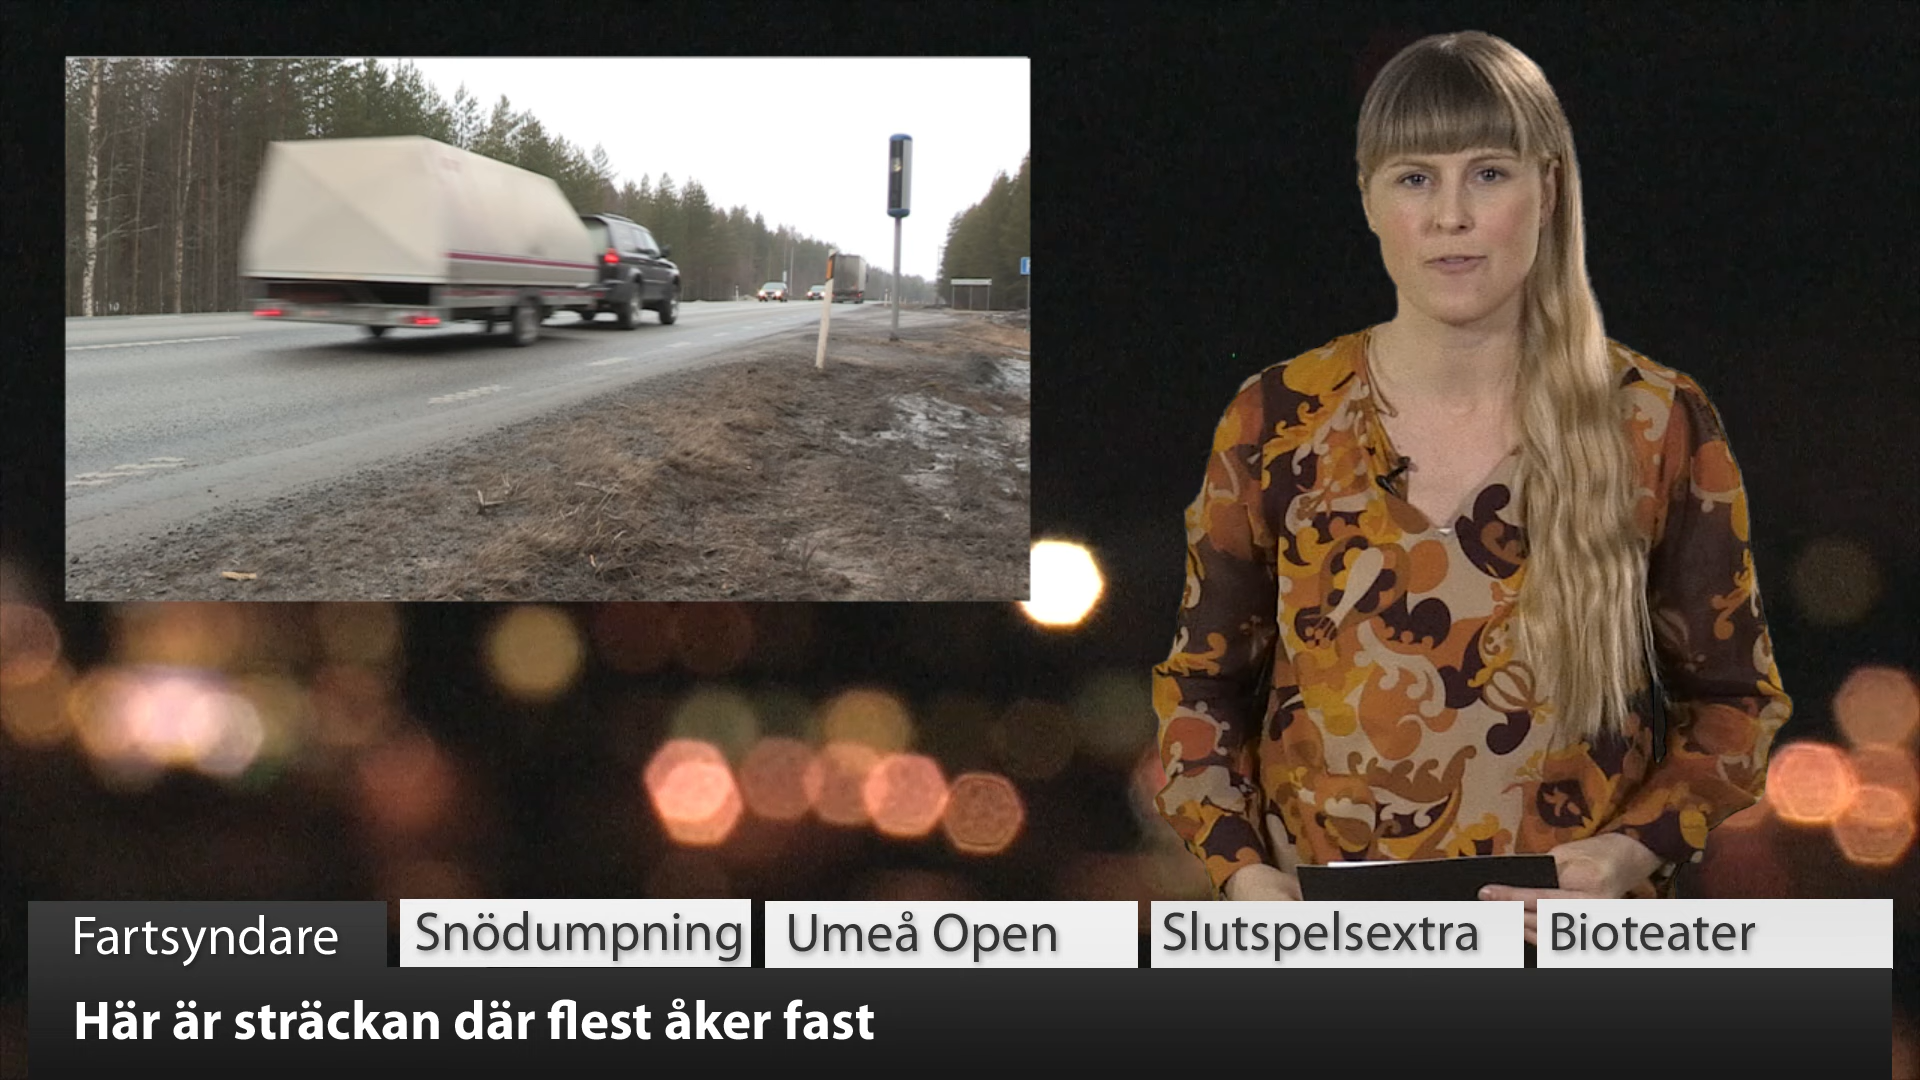 Fartsyndare
Snödumpning
Umeå Open
Slutspelsextra
Bioteater
Här är sträckan där flest åker fast